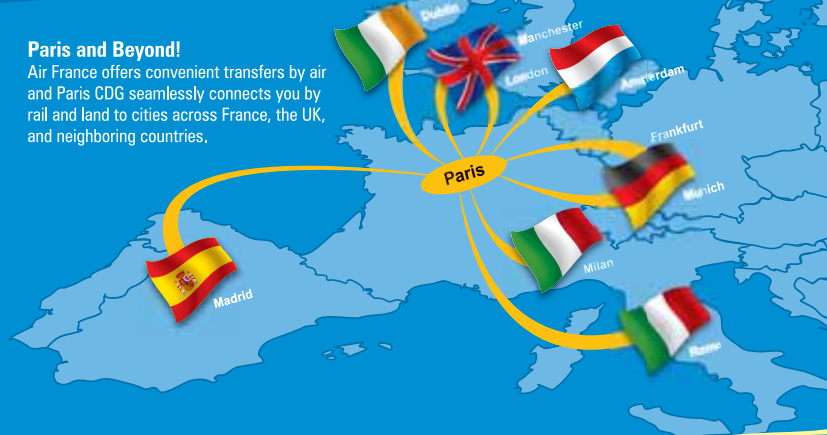 Paris and Beyond!
Air France offers convenient transfers by air
and Paris CDG seamlessly connects you by
rail and land to cities across France, the UK,
and neighboring countries.
Dublin
Manchester
London
Amsterdam
Frankfurt
Paris
Munich
Milan
Madrid
Rome